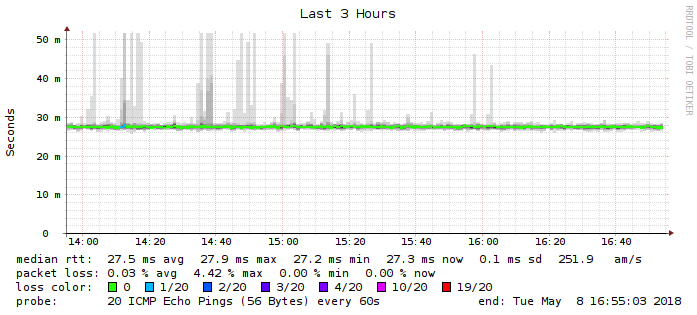 Last 3 Hours
RRDTOOL / TOBI OETIKER
Seconds
50 m
40 m
30 m
20 m
10 m
0
14:00 14:20 14:40 15:00 15:20 15:40 16:00 16:20 16:40
median rtt: 27.5 ms avg 27.9 ms max 27.2 ms min 27.3 ms now 0.1 ms sd 251.9 am/s
packet loss: 0.03 % avg 4.42 % max 0.00 % min 0.00 % now
loss color: 0 1/20 2/20 3/20 4/20 10/20 19/20
probe: 20 ICMP Echo Pings (56 Bytes) every 60s end: Tue May 8 16:55:03 2018